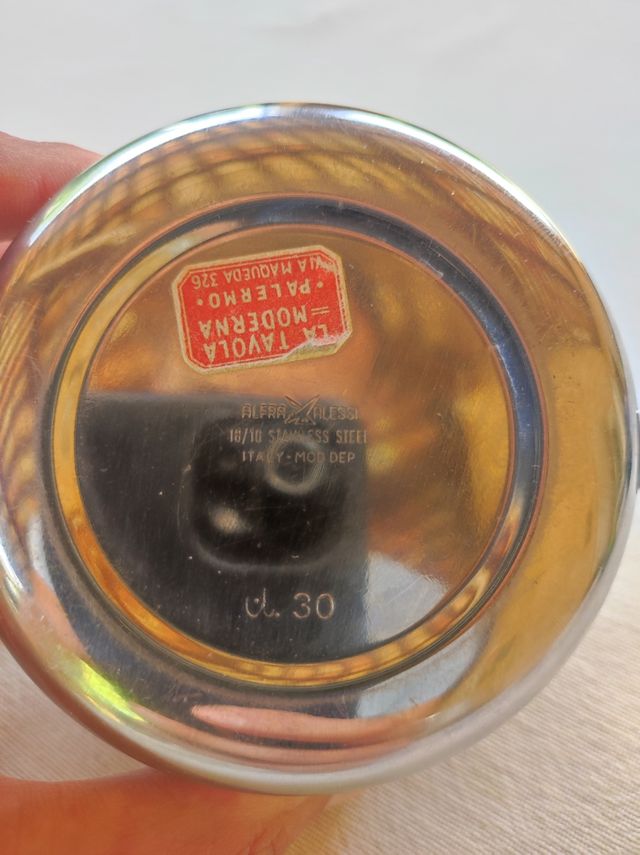 LA TAVOLA
= MODERNA
• PALERMO •
VIA MAQUEDA 326
ALFRA ALESSI
18/10 STAINLESS STEEL
ITALY - MOD DEP
cl. 30